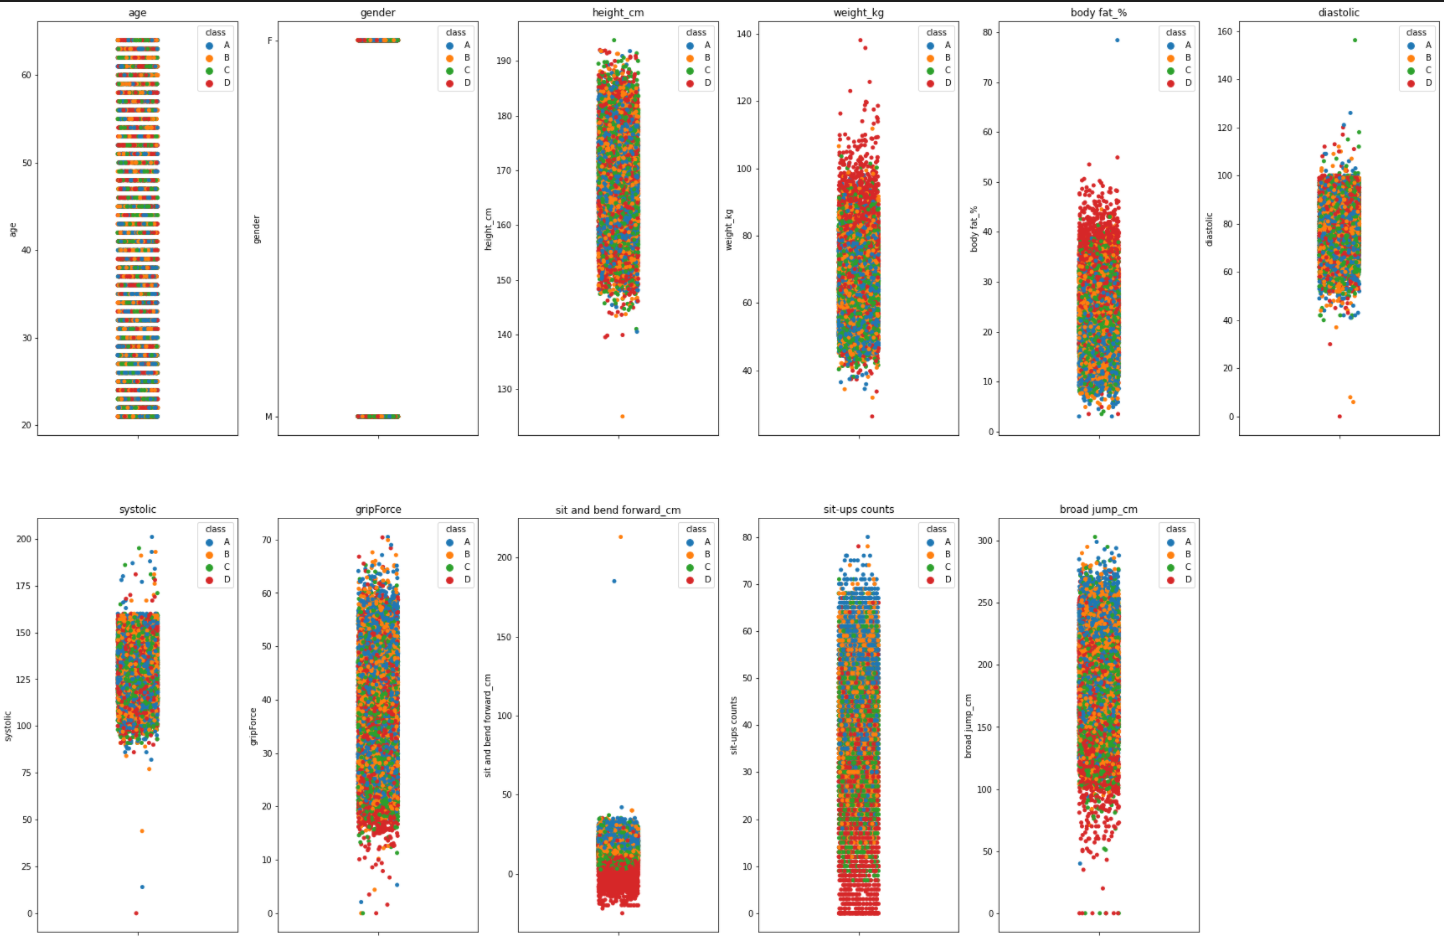 age
gender
height_cm
weight_kg
body fat_%
diastolic
class
A
B
C
D
60
50
40
30
20
age
class
A
B
C
D
F
M
gender
class
A
B
C
D
190
180
170
160
150
140
130
height_cm
class
A
B
C
D
140
120
100
80
60
40
weight_kg
class
A
B
C
D
80
70
60
50
40
30
20
10
0
body fat_%
class
A
B
C
D
160
140
120
100
80
60
40
20
0
diastolic
systolic
gripForce
sit and bend forward_cm
sit-ups counts
broad jump_cm
class
A
B
C
D
200
175
150
125
100
75
50
25
0
systolic
class
A
B
C
D
70
60
50
40
30
20
10
0
gripForce
class
A
B
C
D
200
150
100
50
0
sit and bend forward_cm
class
A
B
C
D
80
70
60
50
40
30
20
10
0
sit-ups counts
class
A
B
C
D
300
250
200
150
100
50
0
broad jump_cm